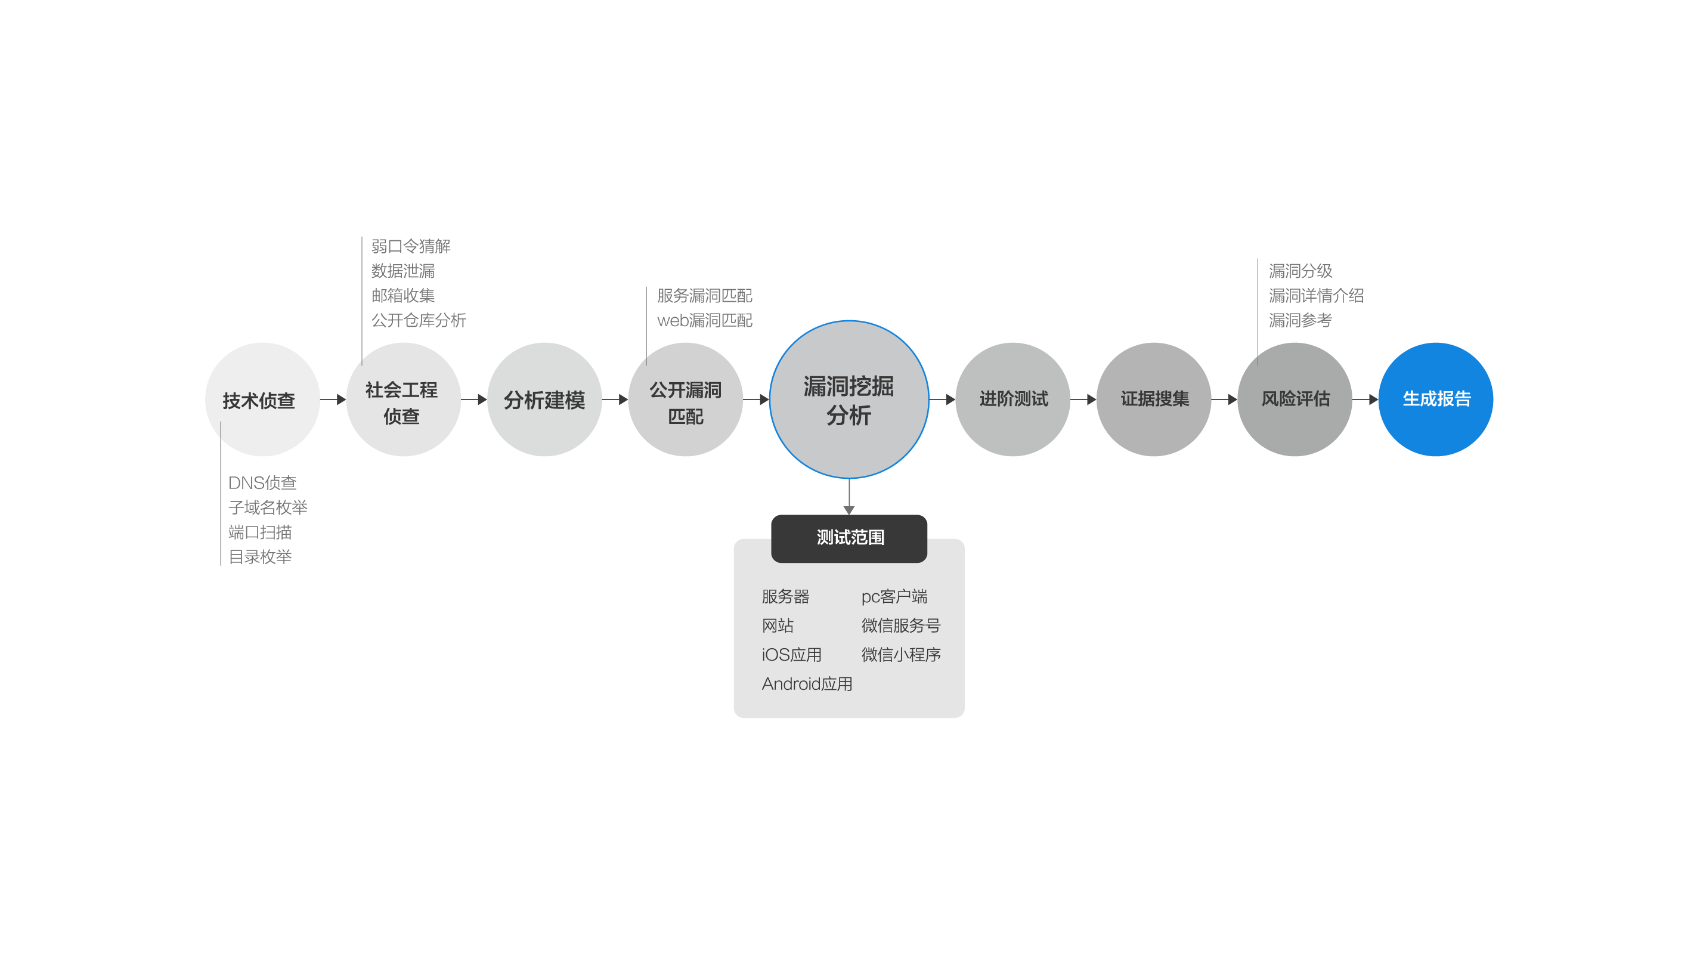 弱口令猜解
数据泄漏
邮箱收集
公开仓库分析
服务漏洞匹配
web漏洞匹配
漏洞分级
漏洞详情介绍
漏洞参考
技术侦查
社会工程
侦查
分析建模
公开漏洞
匹配
漏洞挖掘
分析
进阶测试
证据搜集
风险评估
生成报告
DNS侦查
子域名枚举
端口扫描
目录枚举
测试范围
服务器
pc客户端
网站
微信服务号
iOS应用
微信小程序
Android应用